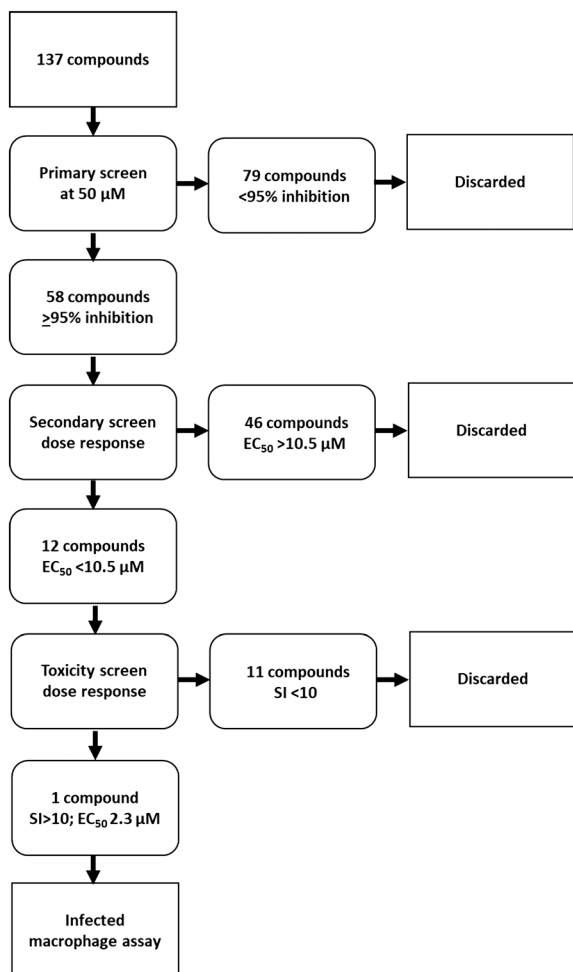 137 compounds
Primary screen
at 50 µM
79 compounds
<95% inhibition
Discarded
58 compounds
≥95% inhibition
Secondary screen
dose response
46 compounds
EC₅₀ >10.5 µM
Discarded
12 compounds
EC₅₀ <10.5 µM
Toxicity screen
dose response
11 compounds
SI <10
Discarded
1 compound
SI>10; EC₅₀ 2.3 µM
Infected
macrophage assay